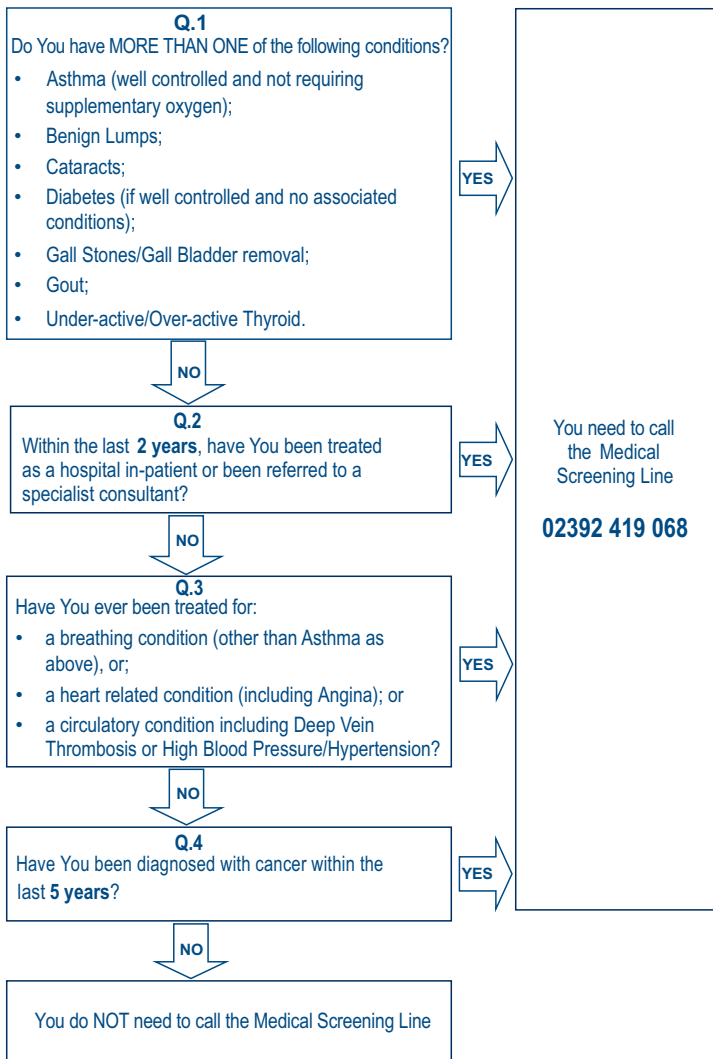 Q.1
Do You have MORE THAN ONE of the following conditions?
• Asthma (well controlled and not requiring
supplementary oxygen);
• Benign Lumps;
• Cataracts;
• Diabetes (if well controlled and no associated
conditions);
• Gall Stones/Gall Bladder removal;
• Gout;
• Under-active/Over-active Thyroid.
YES
NO
Q.2
Within the last 2 years, have You been treated
as a hospital in-patient or been referred to a
specialist consultant?
YES
You need to call
the Medical
Screening Line
02392 419 068
NO
Q.3
Have You ever been treated for:
• a breathing condition (other than Asthma as
above), or;
• a heart related condition (including Angina); or
• a circulatory condition including Deep Vein
Thrombosis or High Blood Pressure/Hypertension?
YES
NO
Q.4
Have You been diagnosed with cancer within the
last 5 years?
YES
NO
You do NOT need to call the Medical Screening Line